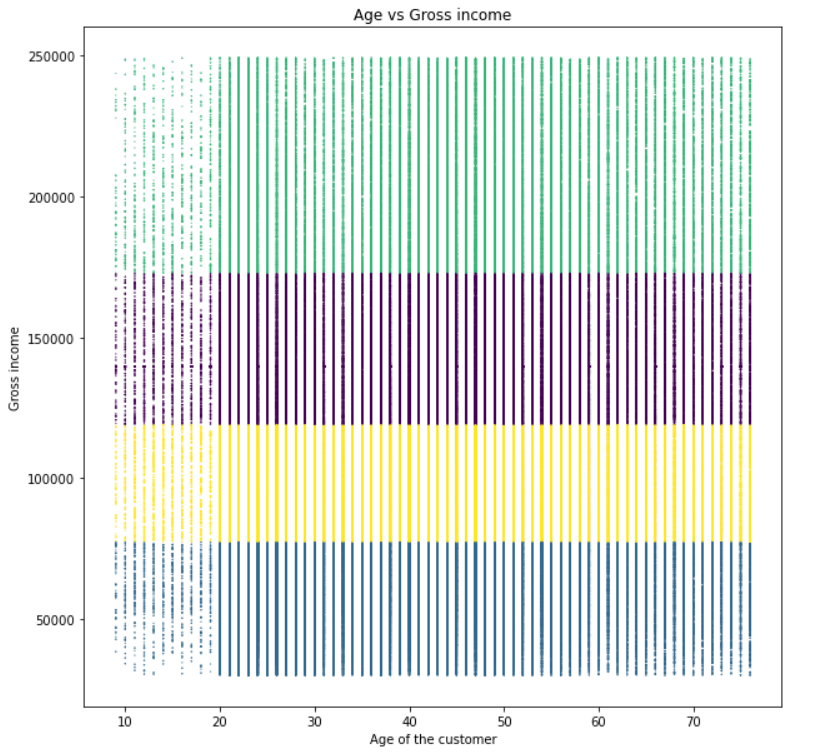 Age vs Gross income
250000
200000
150000
100000
50000
Gross income
10 20 30 40 50 60 70
Age of the customer